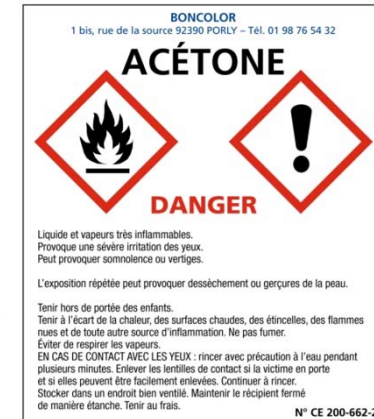 BONCOLOR
1 bis, rue de la source 92390 PORLY – Tél. 01 98 76 54 32
ACÉTONE
DANGER
Liquide et vapeurs très inflammables.
Provoque une sévère irritation des yeux.
Peut provoquer somnolence ou vertiges.
L'exposition répétée peut provoquer dessèchement ou gerçures de la peau.
Tenir hors de portée des enfants.
Tenir à l'écart de la chaleur, des surfaces chaudes, des étincelles, des flammes
nues et de toute autre source d'inflammation. Ne pas fumer.
Éviter de respirer les vapeurs.
EN CAS DE CONTACT AVEC LES YEUX : rincer avec précaution à l'eau pendant
plusieurs minutes. Enlever les lentilles de contact si la victime en porte
et si elles peuvent être facilement enlevées. Continuer à rincer.
Stocker dans un endroit bien ventilé. Maintenir le récipient fermé
de manière étanche. Tenir au frais.
N° CE 200-662-2